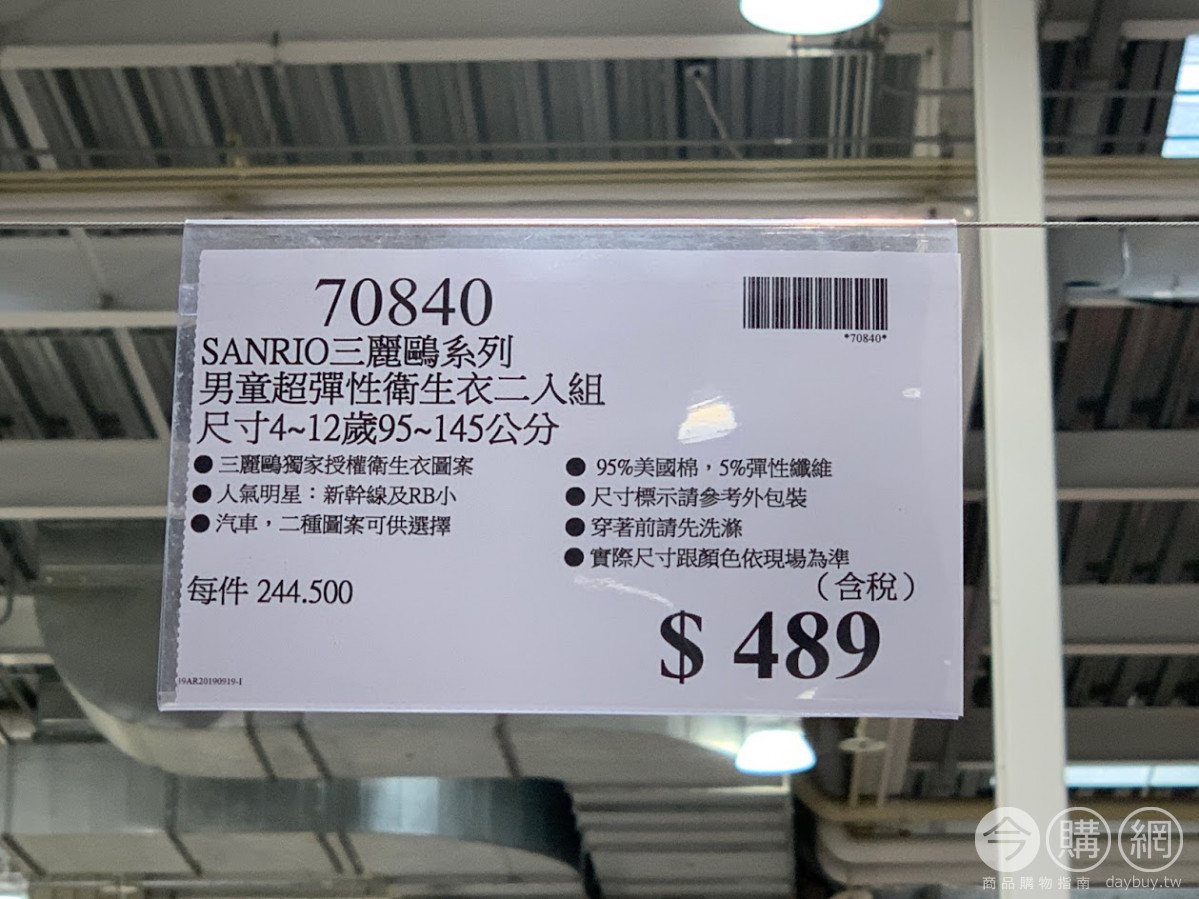 70840
*70840*
SANRIO三麗鷗系列
男童超彈性衛生衣二入組
尺寸4~12歲95~145公分
● 三麗鷗獨家授權衛生衣圖案
● 人氣明星：新幹線及RB小
● 汽車，二種圖案可供選擇
● 95%美國棉，5%彈性纖維
● 尺寸標示請參考外包裝
● 穿著前請先洗滌
● 實際尺寸跟顏色依現場為準
每件 244.500
（含稅）
$ 489
19AR20190919-1
今購網
商品購物指南 daybuy.tw